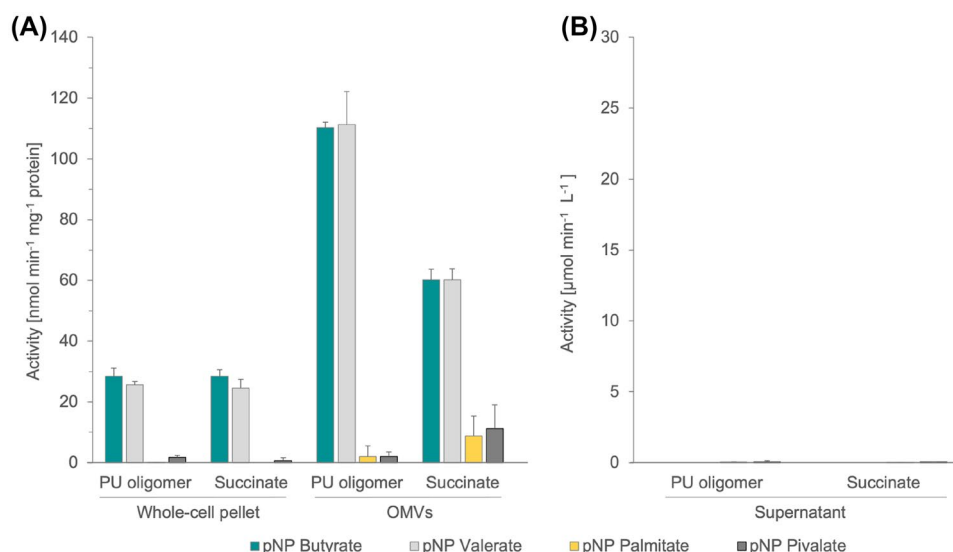 (A)
Activity [nmol min⁻¹ mg⁻¹ protein]
140
120
100
80
60
40
20
0
PU oligomer Succinate PU oligomer Succinate
Whole-cell pellet OMVs
(B)
Activity [µmol min⁻¹ L⁻¹ ]
30
25
20
15
10
5
0
PU oligomer Succinate
Supernatant
pNP Butyrate pNP Valerate pNP Palmitate pNP Pivalate